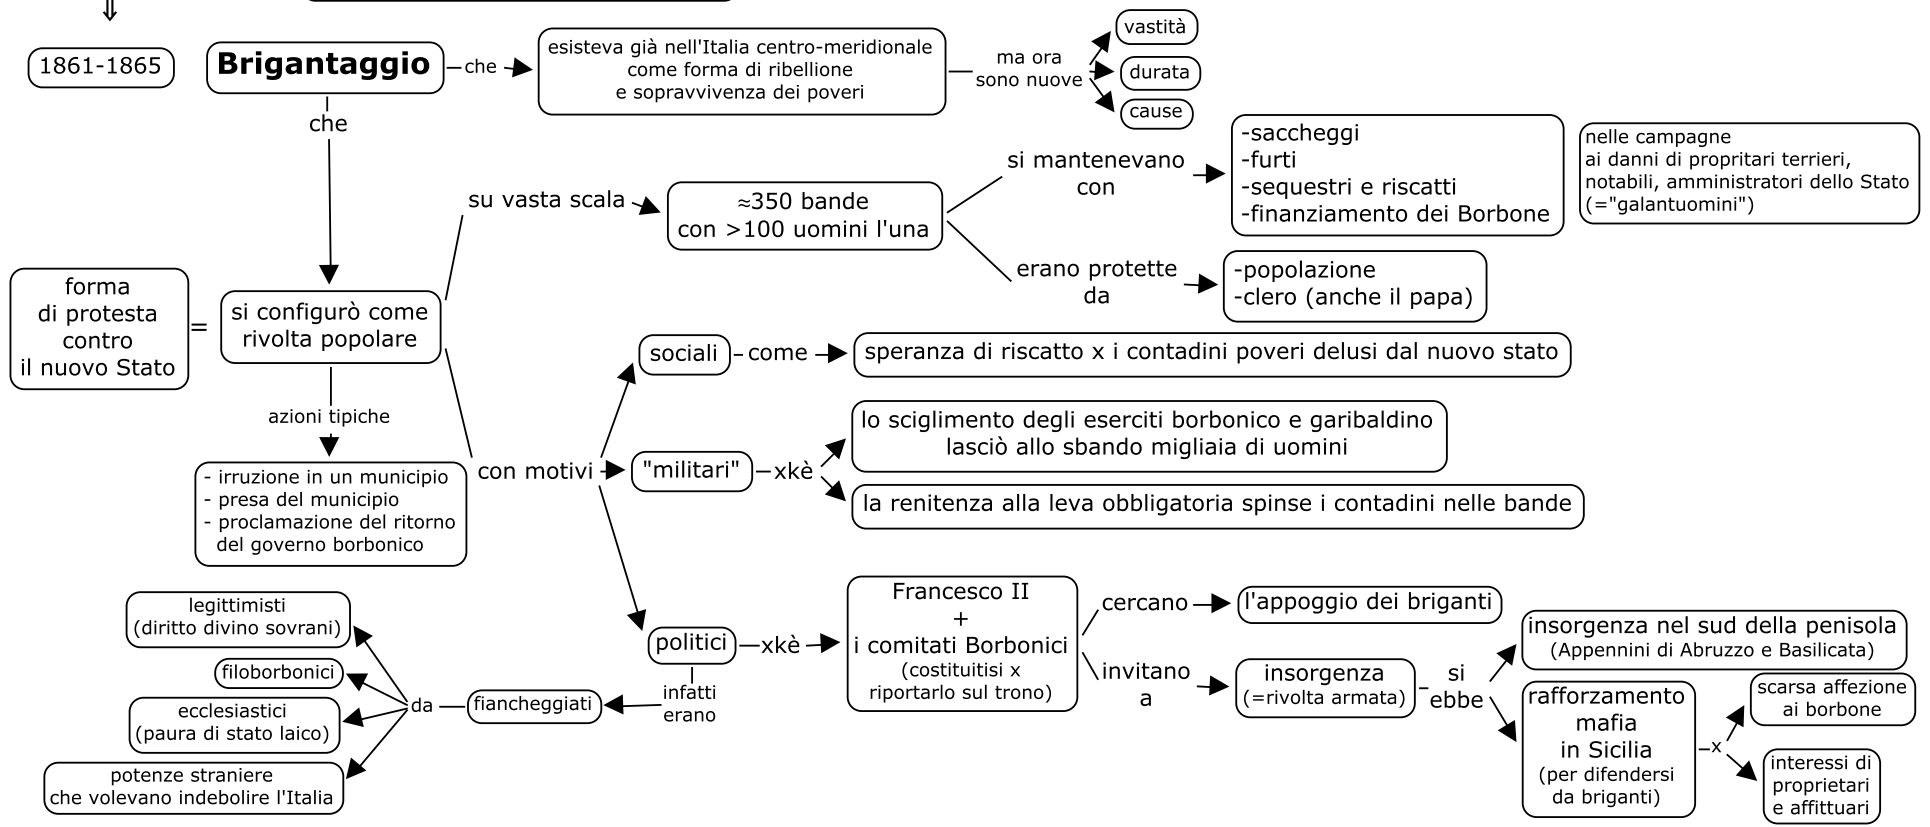 ⇓
1861-1865
Brigantaggio
che
esisteva già nell'Italia centro-meridionale
come forma di ribellione
e sopravvivenza dei poveri
ma ora
sono nuove
vastità
durata
cause
che
forma
di protesta
contro
il nuovo Stato
=
si configurò come
rivolta popolare
su vasta scala
≈350 bande
con >100 uomini l'una
si mantenevano
con
-saccheggi
-furti
-sequestri e riscatti
-finanziamento dei Borbone
nelle campagne
ai danni di propritari terrieri,
notabili, amministratori dello Stato
(="galantuomini")
erano protette
da
-popolazione
-clero (anche il papa)
azioni tipiche
- irruzione in un municipio
- presa del municipio
- proclamazione del ritorno
del governo borbonico
con motivi
sociali
come
speranza di riscatto x i contadini poveri delusi dal nuovo stato
"militari"
xkè
lo sciglimento degli eserciti borbonico e garibaldino
lasciò allo sbando migliaia di uomini
la renitenza alla leva obbligatoria spinse i contadini nelle bande
politici
xkè
Francesco II
+
i comitati Borbonici
(costituitisi x
riportarlo sul trono)
cercano
l'appoggio dei briganti
invitano
a
insorgenza
(=rivolta armata)
si
ebbe
insorgenza nel sud della penisola
(Appennini di Abruzzo e Basilicata)
rafforzamento
mafia
in Sicilia
(per difendersi
da briganti)
x
scarsa affezione
ai borbone
interessi di
proprietari
e affittuari
infatti
erano
fiancheggiati
da
legittimisti
(diritto divino sovrani)
filoborbonici
ecclesiastici
(paura di stato laico)
potenze straniere
che volevano indebolire l'Italia